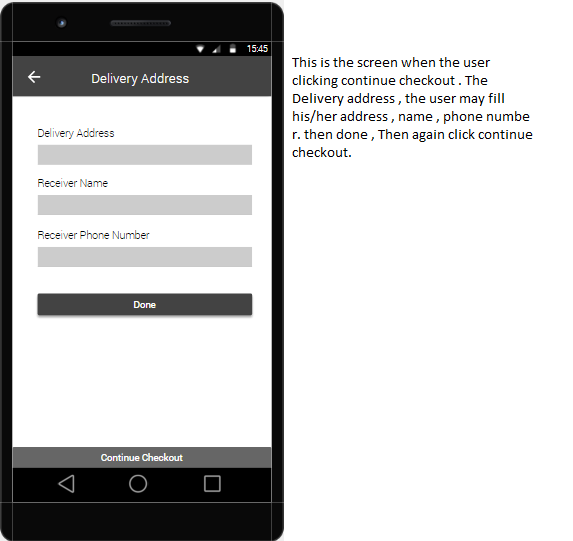 15:45
Delivery Address
Delivery Address
Receiver Name
Receiver Phone Number
Done
Continue Checkout
This is the screen when the user
clicking continue checkout . The
Delivery address , the user may fill
his/her address , name , phone numbe
r. then done , Then again click continue
checkout.